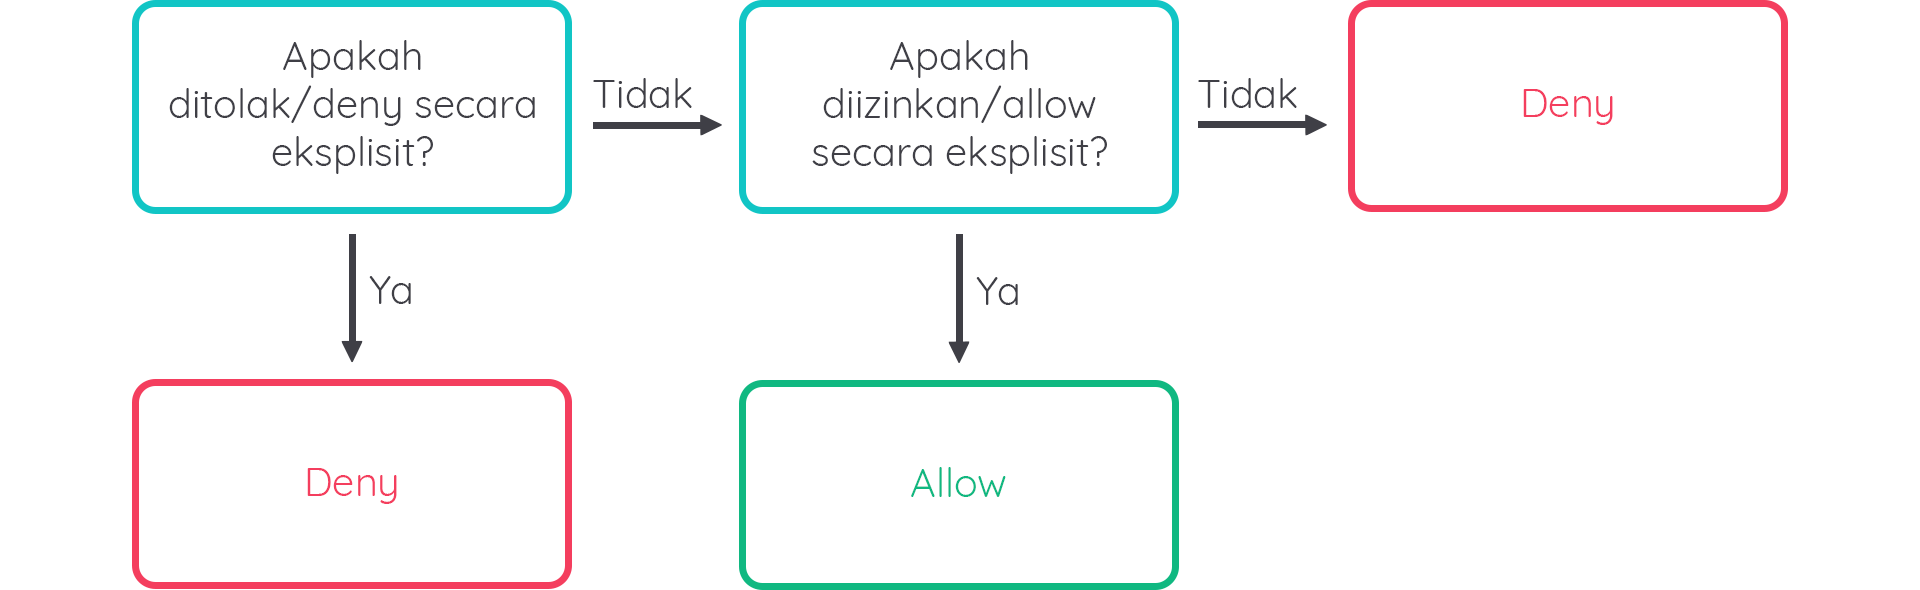 Apakah
ditolak/deny secara
eksplisit?
Tidak
Apakah
diizinkan/allow
secara eksplisit?
Tidak
Deny
Ya
Ya
Deny
Allow